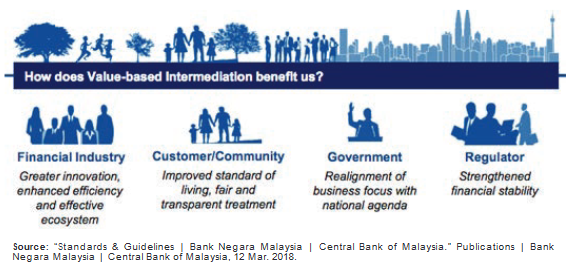 How does Value-based Intermediation benefit us?
Financial Industry
Greater innovation,
enhanced efficiency
and effective
ecosystem
Customer/Community
Improved standard of
living, fair and
transparent treatment
Government
Realignment of
business focus with
national agenda
Regulator
Strengthened
financial stability
Source: "Standards & Guidelines | Bank Negara Malaysia | Central Bank of Malaysia." Publications | Bank
Negara Malaysia | Central Bank of Malaysia, 12 Mar. 2018.